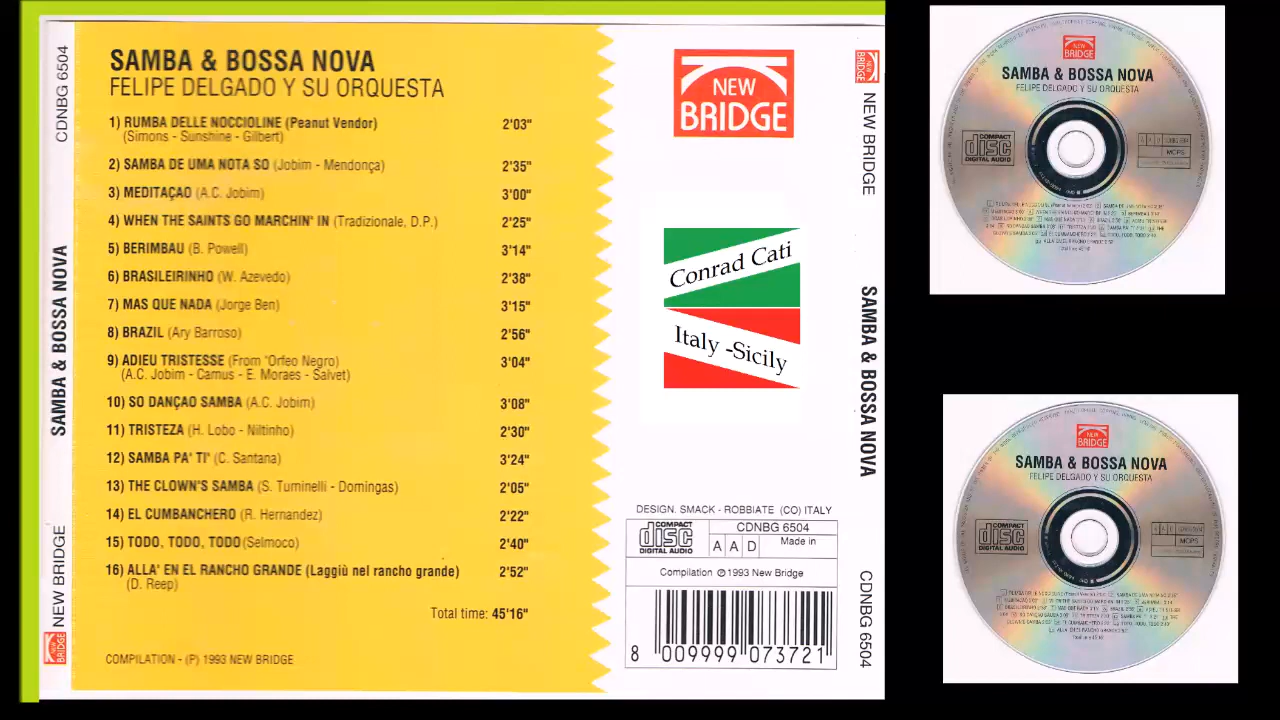 CDNBG 6504
SAMBA & BOSSA NOVA
NEW BRIDGE
NEW
BRIDGE
SAMBA & BOSSA NOVA
FELIPE DELGADO Y SU ORQUESTA
1) RUMBA DELLE NOCCIOLINE (Peanut Vendor) 2'03"
(Simons - Sunshine - Gilbert)
2) SAMBA DE UMA NOTA SO (Jobim - Mendonça) 2'35"
3) MEDITAÇAO (A.C. Jobim) 3'00"
4) WHEN THE SAINTS GO MARCHIN' IN (Tradizionale, D.P.) 2'25"
5) BERIMBAU (B. Powell) 3'14"
6) BRASILEIRINHO (W. Azevedo) 2'38"
7) MAS QUE NADA (Jorge Ben) 3'15"
8) BRAZIL (Ary Barroso) 2'56"
9) ADIEU TRISTESSE (From "Orfeo Negro) 3'04"
(A.C. Jobim - Camus - E. Moraes - Salvet)
10) SO DANÇAO SAMBA (A.C. Jobim) 3'08"
11) TRISTEZA (H. Lobo - Niltinho) 2'30"
12) SAMBA PA' TI' (C. Santana) 3'24"
13) THE CLOWN'S SAMBA (S. Tuminelli - Domingas) 2'05"
14) EL CUMBANCHERO (R. Hernandez) 2'22"
15) TODO, TODO, TODO (Selmoco) 2'40"
16) ALLA' EN EL RANCHO GRANDE (Laggiù nel rancho grande) 2'52"
(D. Reep)
Total time: 45'16"
COMPILATION - (P) 1993 NEW BRIDGE
NEW
BRIDGE
Conrad Cati
Italy -Sicily
DESIGN. SMACK - ROBBIATE (CO) ITALY
COMPACT
disc
DIGITAL AUDIO
CDNBG 6504
A A D
Made in
Compilation ℗ 1993 New Bridge
8 009999 073721
NEW
BRIDGE
NEW BRIDGE
SAMBA & BOSSA NOVA
CDNBG 6504
NEW
BRIDGE
SAMBA & BOSSA NOVA
FELIPE DELGADO Y SU ORQUESTA
COMPACT
disc
DIGITAL AUDIO
MCPS
NEW
BRIDGE
SAMBA & BOSSA NOVA
FELIPE DELGADO Y SU ORQUESTA
COMPACT
disc
DIGITAL AUDIO
MCPS